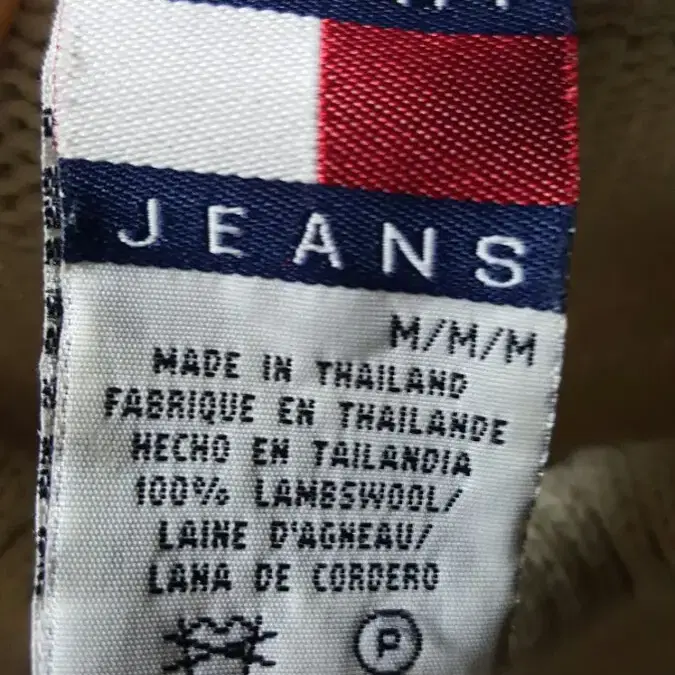 JEANS
M/M/M
MADE IN THAILAND
FABRIQUE EN THAILANDE
HECHO EN TAILANDIA
100% LAMBSWOOL/
LAINE D'AGNEAU/
LANA DE CORDERO
P